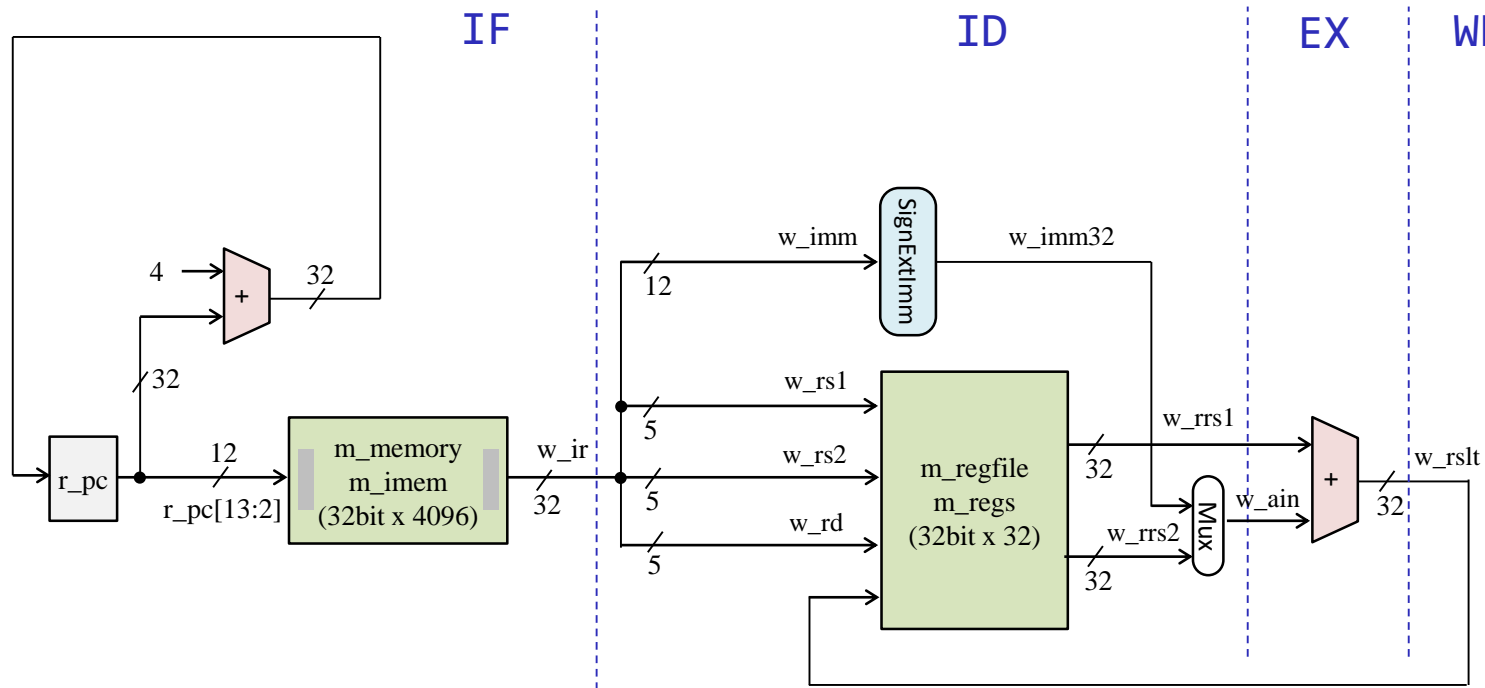 IF
ID
EX
4
+
32
32
r_pc
12
r_pc[13:2]
m_memory
m_imem
(32bit x 4096)
w_ir
32
w_imm
12
SignExtImm
w_imm32
w_rs1
5
w_rs2
5
w_rd
5
m_regfile
m_regs
(32bit x 32)
w_rrs1
32
w_rrs2
32
Mux
w_ain
+
w_rslt
32